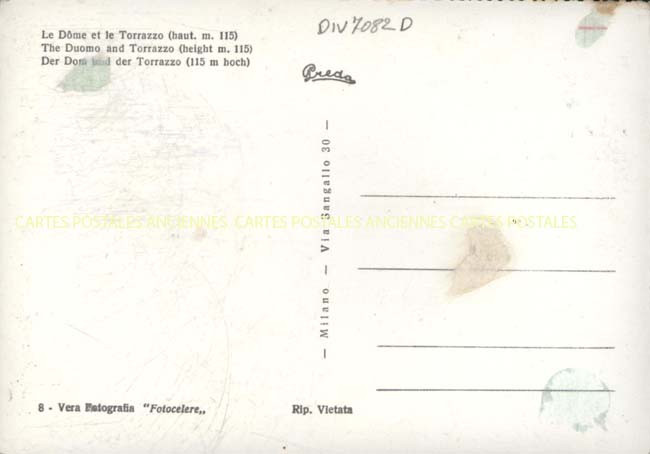 Le Dôme et le Torrazzo (haut. m. 115)
The Duomo and Torrazzo (height m. 115)
Der Dom und der Torrazzo (115 m hoch)
DIV7082D
Preda
— Milano — Via Sangallo 30 —
CARTES POSTALES ANCIENNES CARTES POSTALES ANCIENNES CARTES POSTALES
8 - Vera Fotografia "Fotocelere„
Rip. Vietata